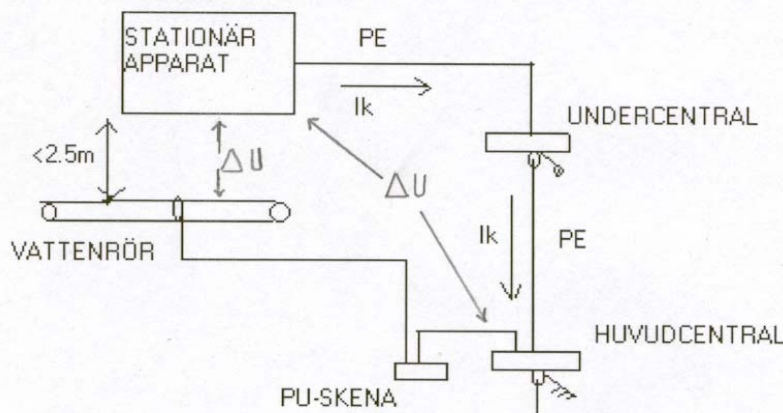 STATIONÄR
APPARAT
PE
Ik
UNDERCENTRAL
<2.5m
ΔU
ΔU
VATTENRÖR
Ik
PE
HUVUDCENTRAL
PU-SKENA